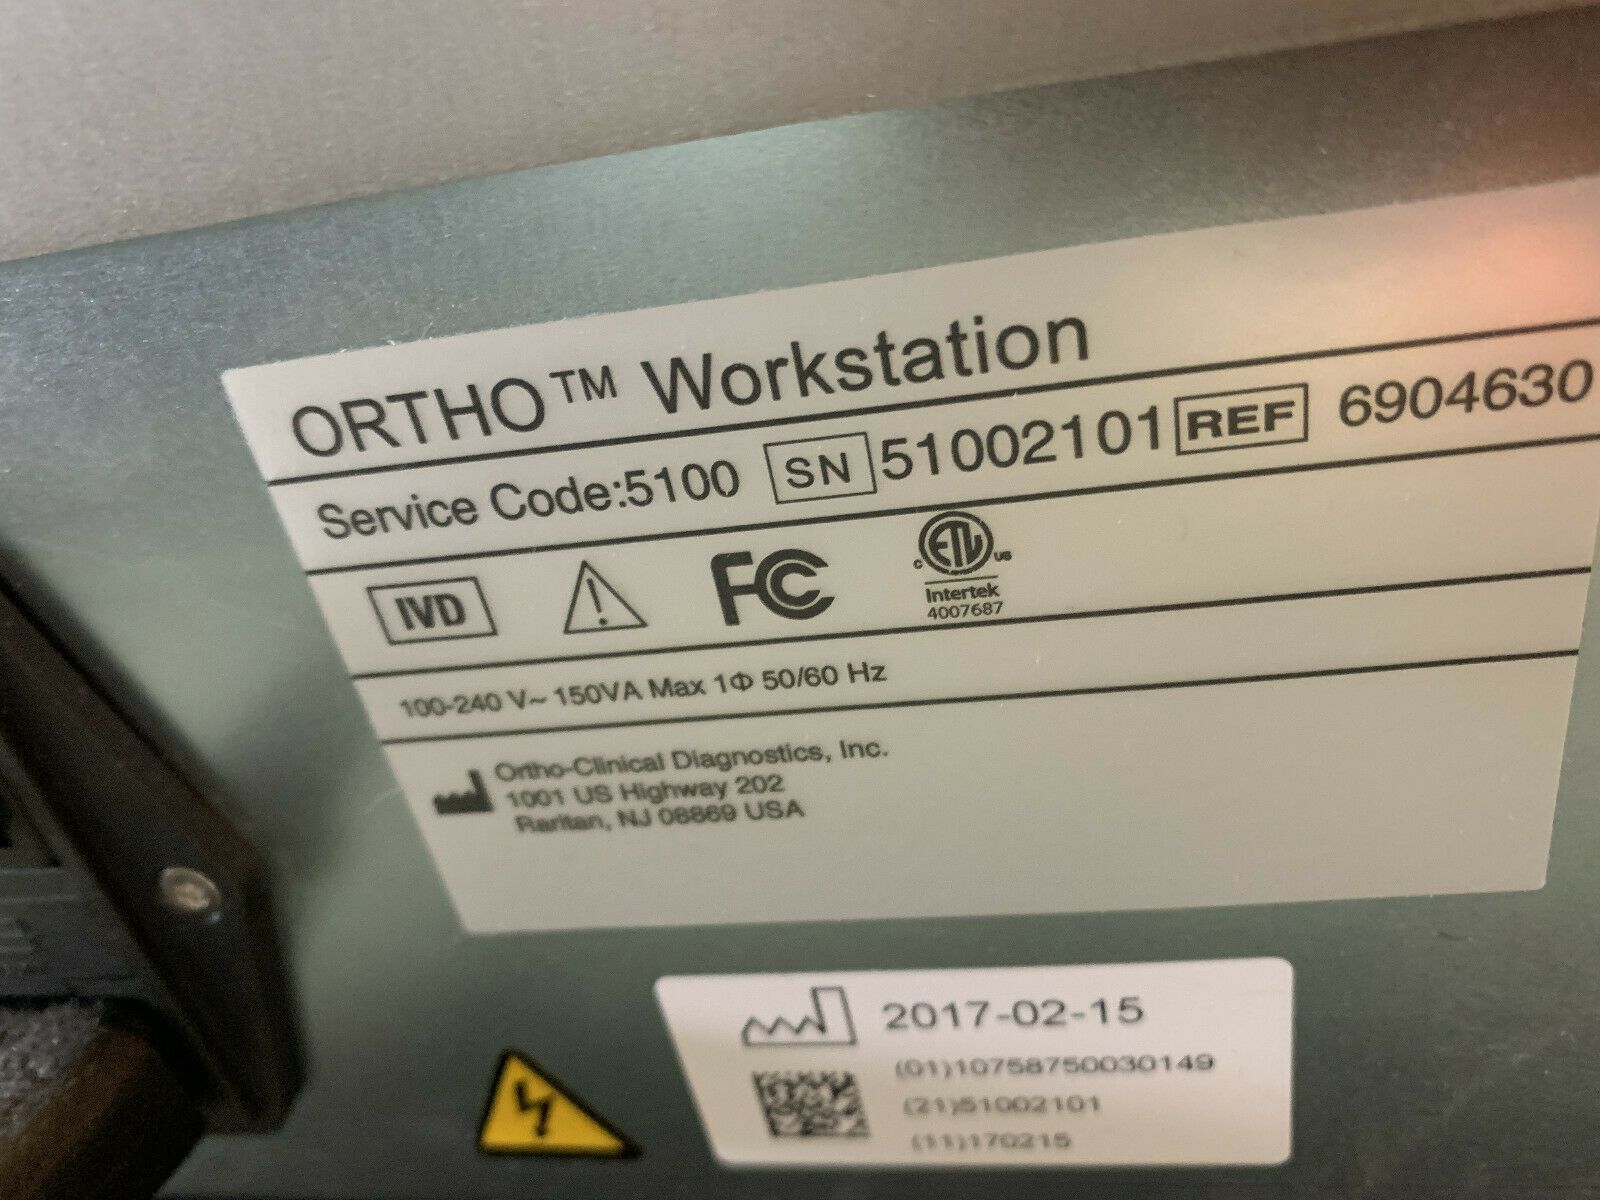 ORTHO™ Workstation
Service Code:5100 SN 51002101 REF 6904630
IVD FC C ETL US
Intertek
4007687
100-240 V~ 150VA Max 1Φ 50/60 Hz
Ortho-Clinical Diagnostics, Inc.
1001 US Highway 202
Raritan, NJ 08869 USA
2017-02-15
(01)10758750030149
(21)51002101
(11)170215